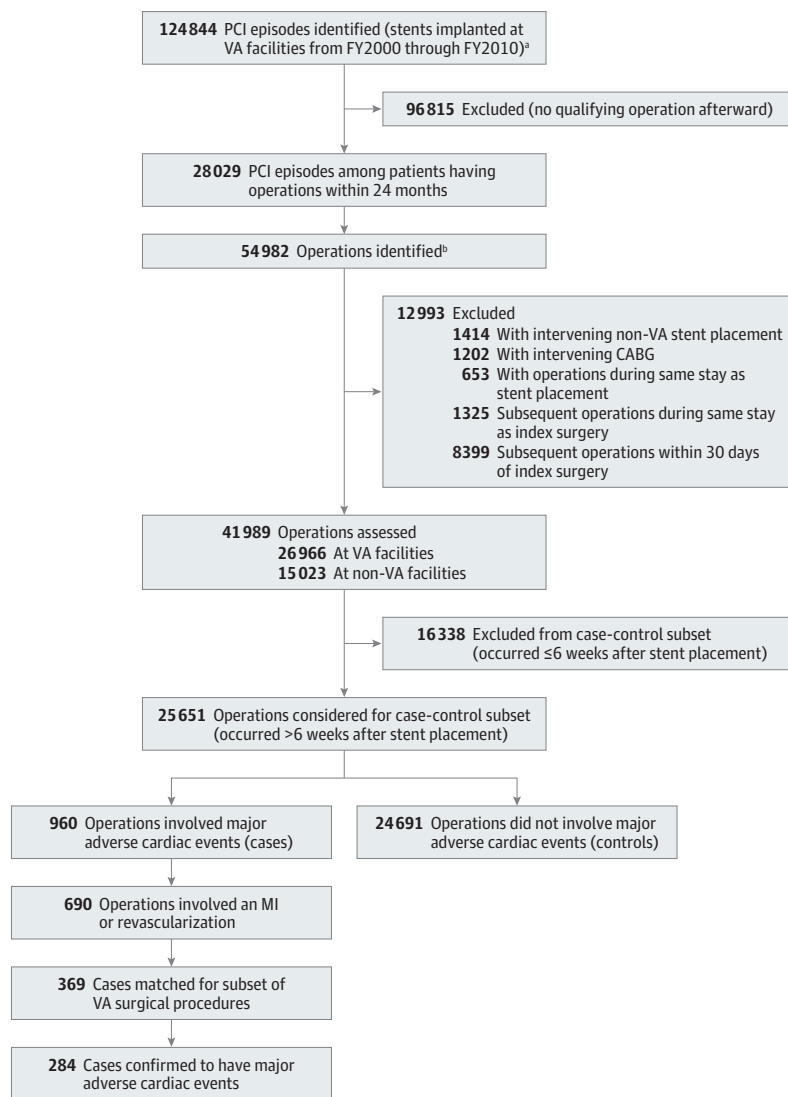 124844 PCI episodes identified (stents implanted at
VA facilities from FY2000 through FY2010)ᵃ
96815 Excluded (no qualifying operation afterward)
28029 PCI episodes among patients having
operations within 24 months
54982 Operations identifiedᵇ
12993 Excluded
1414 With intervening non-VA stent placement
1202 With intervening CABG
653 With operations during same stay as
stent placement
1325 Subsequent operations during same stay
as index surgery
8399 Subsequent operations within 30 days
of index surgery
41989 Operations assessed
26966 At VA facilities
15023 At non-VA facilities
16338 Excluded from case-control subset
(occurred ≤6 weeks after stent placement)
25651 Operations considered for case-control subset
(occurred >6 weeks after stent placement)
960 Operations involved major
adverse cardiac events (cases)
24691 Operations did not involve major
adverse cardiac events (controls)
690 Operations involved an MI
or revascularization
369 Cases matched for subset of
VA surgical procedures
284 Cases confirmed to have major
adverse cardiac events